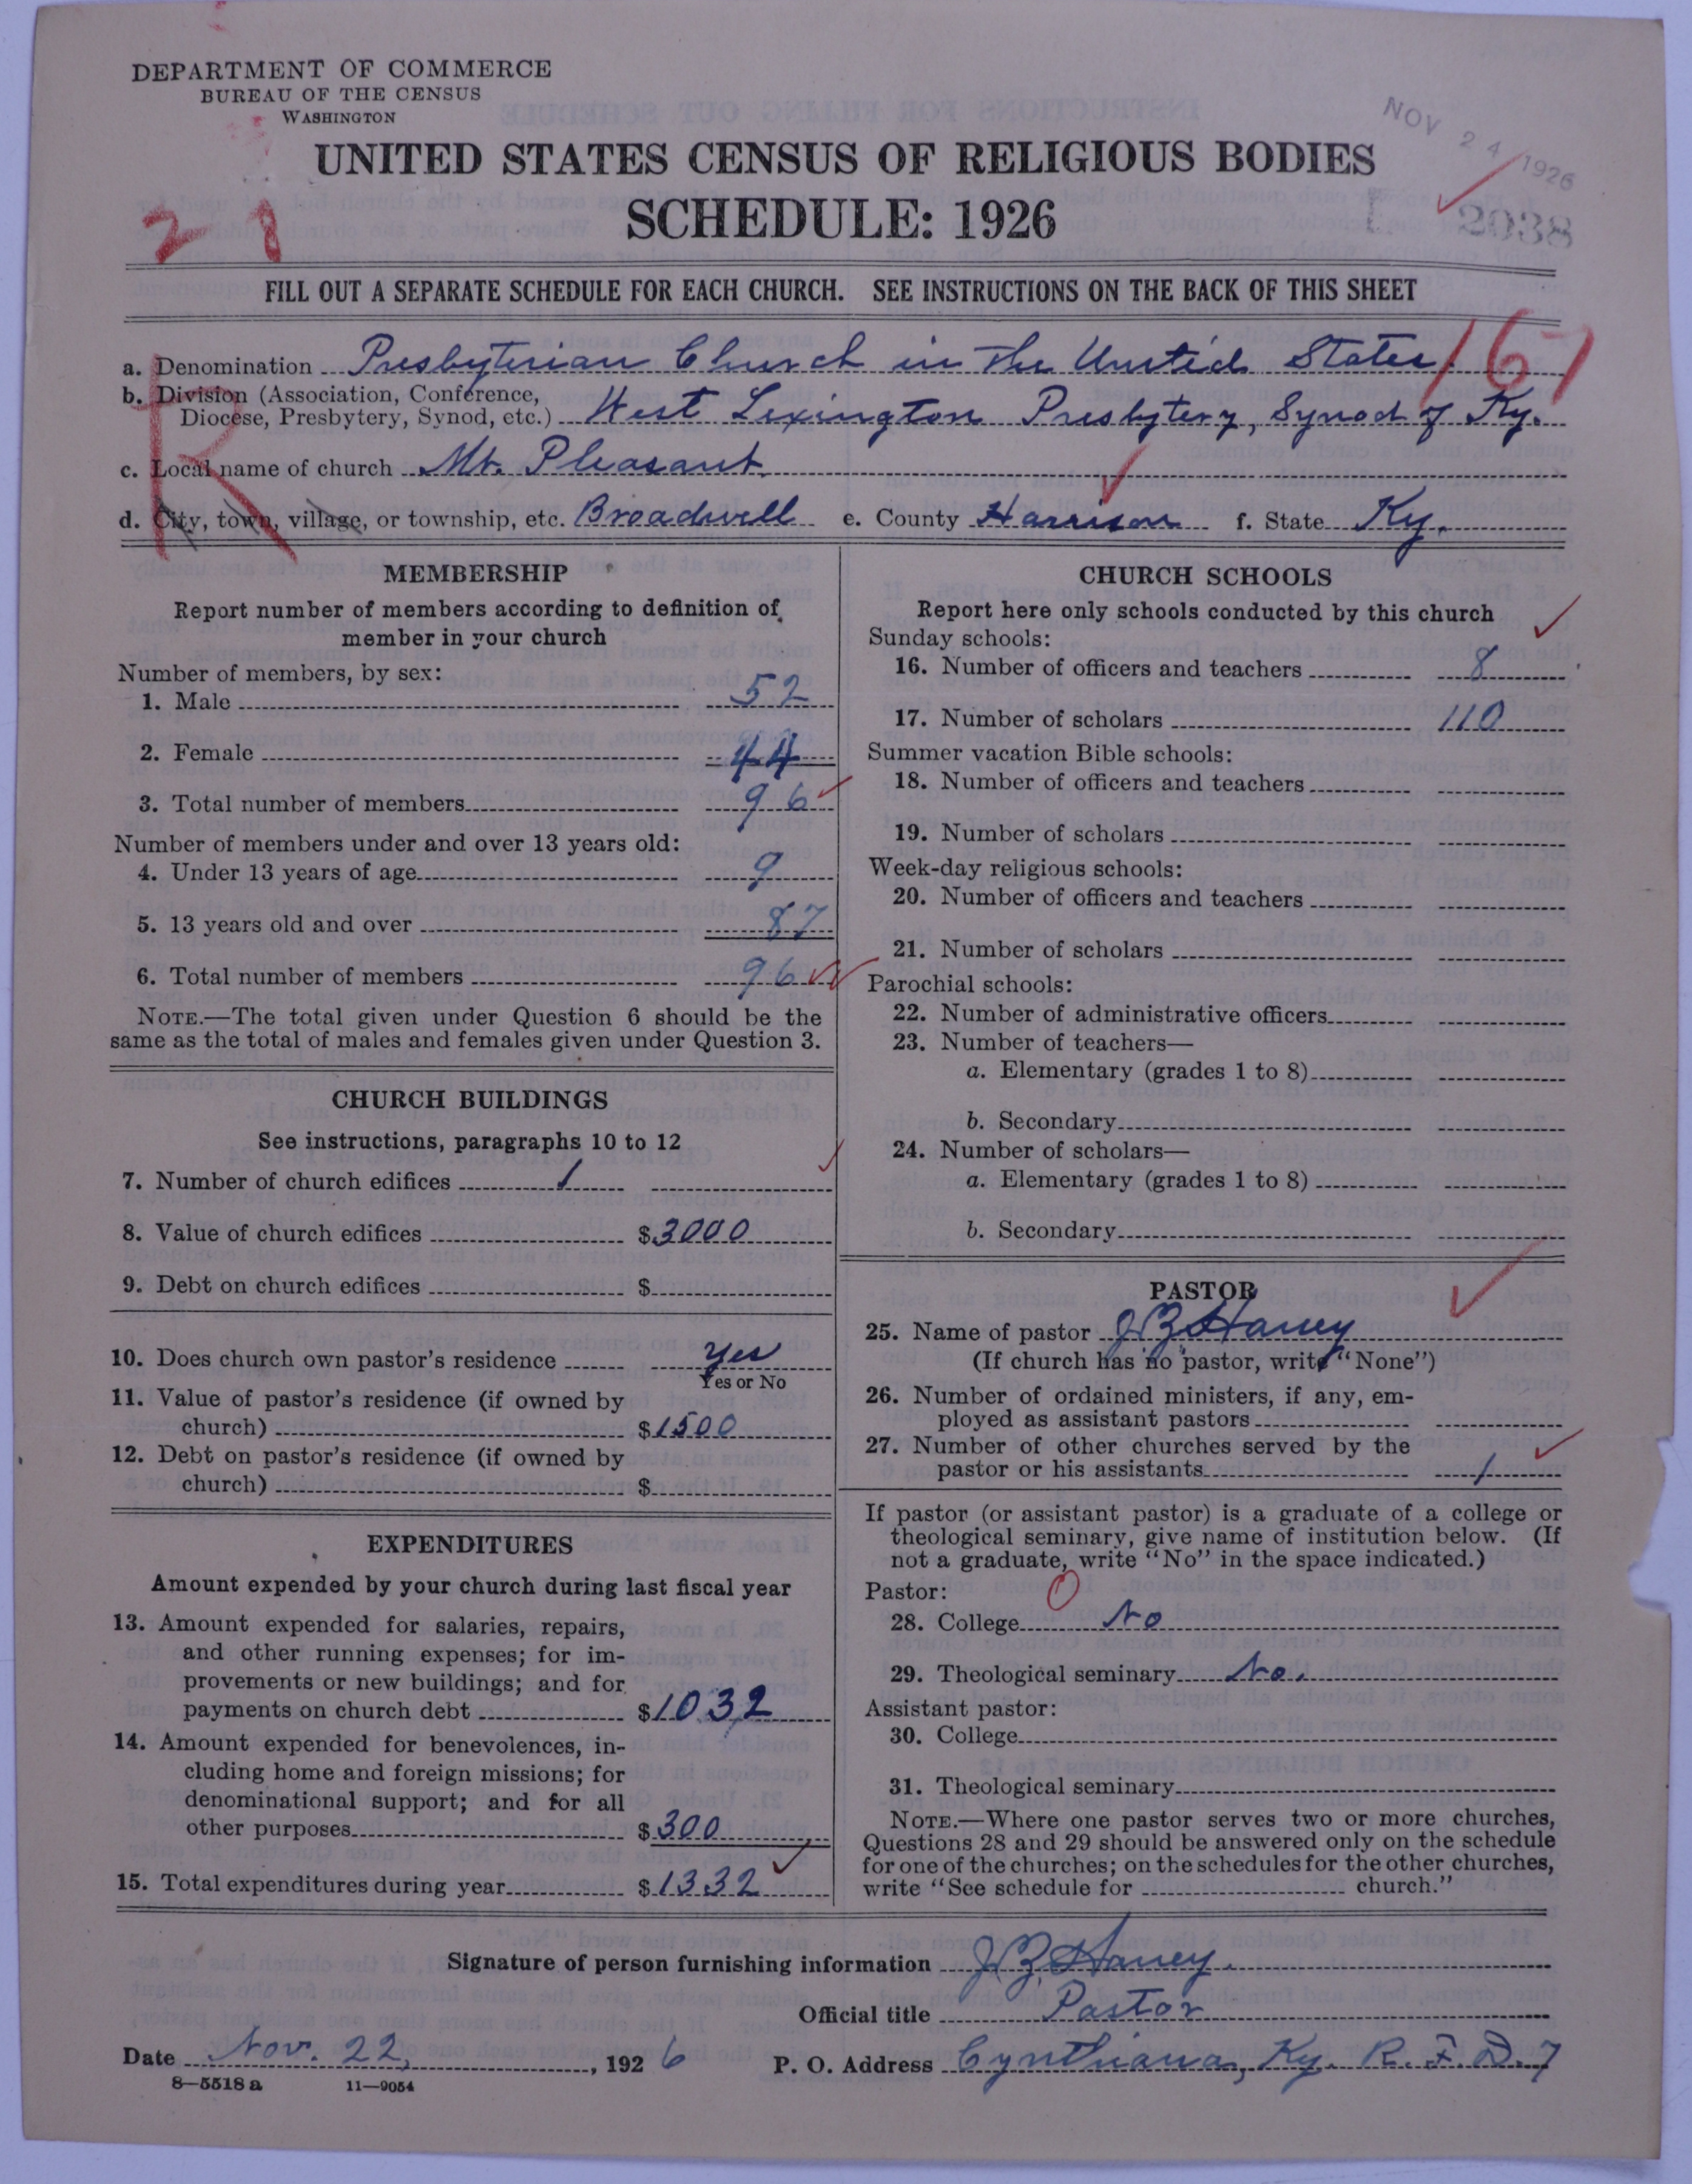 DEPARTMENT OF COMMERCE
BUREAU OF THE CENSUS
WASHINGTON
NOV 24 1926
UNITED STATES CENSUS OF RELIGIOUS BODIES
SCHEDULE: 1926
2038
FILL OUT A SEPARATE SCHEDULE FOR EACH CHURCH. SEE INSTRUCTIONS ON THE BACK OF THIS SHEET
a. Denomination Presbyterian Church in the United States
167
b. Division (Association, Conference,
Diocese, Presbytery, Synod, etc.) West Lexington Presbytery, Synod of Ky.
R
c. Local name of church Mt. Pleasant
d. City, town, village, or township, etc. Broadwell e. County Harrison f. State Ky.
MEMBERSHIP
Report number of members according to definition of
member in your church
Number of members, by sex:
1. Male 52
2. Female 44
3. Total number of members 96
Number of members under and over 13 years old:
4. Under 13 years of age 9
5. 13 years old and over 87
6. Total number of members 96
NOTE.—The total given under Question 6 should be the
same as the total of males and females given under Question 3.
CHURCH BUILDINGS
See instructions, paragraphs 10 to 12
7. Number of church edifices 1
8. Value of church edifices $3000
9. Debt on church edifices $
10. Does church own pastor's residence Yes
Yes or No
11. Value of pastor's residence (if owned by
church) $1500
12. Debt on pastor's residence (if owned by
church) $
EXPENDITURES
Amount expended by your church during last fiscal year
13. Amount expended for salaries, repairs,
and other running expenses; for im-
provements or new buildings; and for
payments on church debt $1032
14. Amount expended for benevolences, in-
cluding home and foreign missions; for
denominational support; and for all
other purposes $300
15. Total expenditures during year $1332
CHURCH SCHOOLS
Report here only schools conducted by this church
Sunday schools:
16. Number of officers and teachers 8
17. Number of scholars 110
Summer vacation Bible schools:
18. Number of officers and teachers
19. Number of scholars
Week-day religious schools:
20. Number of officers and teachers
21. Number of scholars
Parochial schools:
22. Number of administrative officers
23. Number of teachers—
a. Elementary (grades 1 to 8)
b. Secondary
24. Number of scholars—
a. Elementary (grades 1 to 8)
b. Secondary
PASTOR
25. Name of pastor J Z Haney
(If church has no pastor, write "None")
26. Number of ordained ministers, if any, em-
ployed as assistant pastors
27. Number of other churches served by the
pastor or his assistants 1
If pastor (or assistant pastor) is a graduate of a college or
theological seminary, give name of institution below. (If
not a graduate, write "No" in the space indicated.)
Pastor:
28. College No
29. Theological seminary No.
Assistant pastor:
30. College
31. Theological seminary
NOTE.—Where one pastor serves two or more churches,
Questions 28 and 29 should be answered only on the schedule
for one of the churches; on the schedules for the other churches,
write "See schedule for church."
Signature of person furnishing information J. Z. Haney.
Official title Pastor
Date Nov. 22, 1926 P. O. Address Cynthiana, Ky. R. F. D. 7
8—5518 a 11—9054